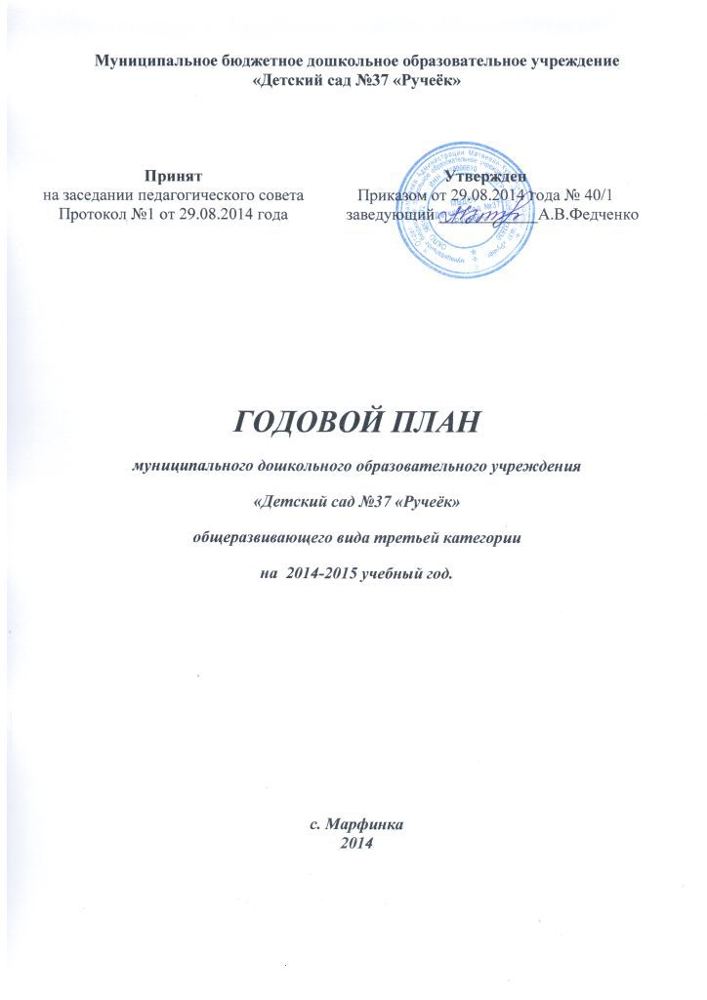 Муниципальное бюджетное дошкольное образовательное учреждение
«Детский сад №37 «Ручеёк»
Принят
на заседании педагогического совета
Протокол №1 от 29.08.2014 года
Утвержден
Приказом от 29.08.2014 года № 40/1
заведующий ____________А.В.Федченко
ГОДОВОЙ ПЛАН
муниципального дошкольного образовательного учреждения
«Детский сад №37 «Ручеёк»
общеразвивающего вида третьей категории
на 2014-2015 учебный год.
с. Марфинка
2014